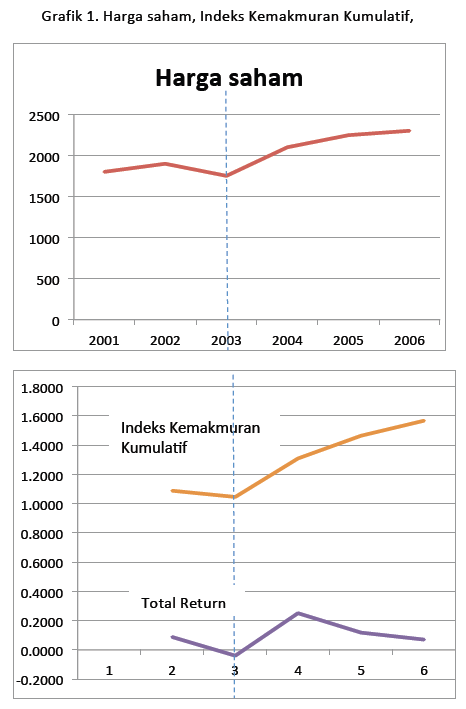 Grafik 1. Harga saham, Indeks Kemakmuran Kumulatif,
Harga saham
2500
2000
1500
1000
500
0
2001 2002 2003 2004 2005 2006
1.8000
1.6000
Indeks Kemakmuran
Kumulatif
1.4000
1.2000
1.0000
0.8000
0.6000
0.4000
Total Return
0.2000
0.0000
1 2 3 4 5 6
-0.2000